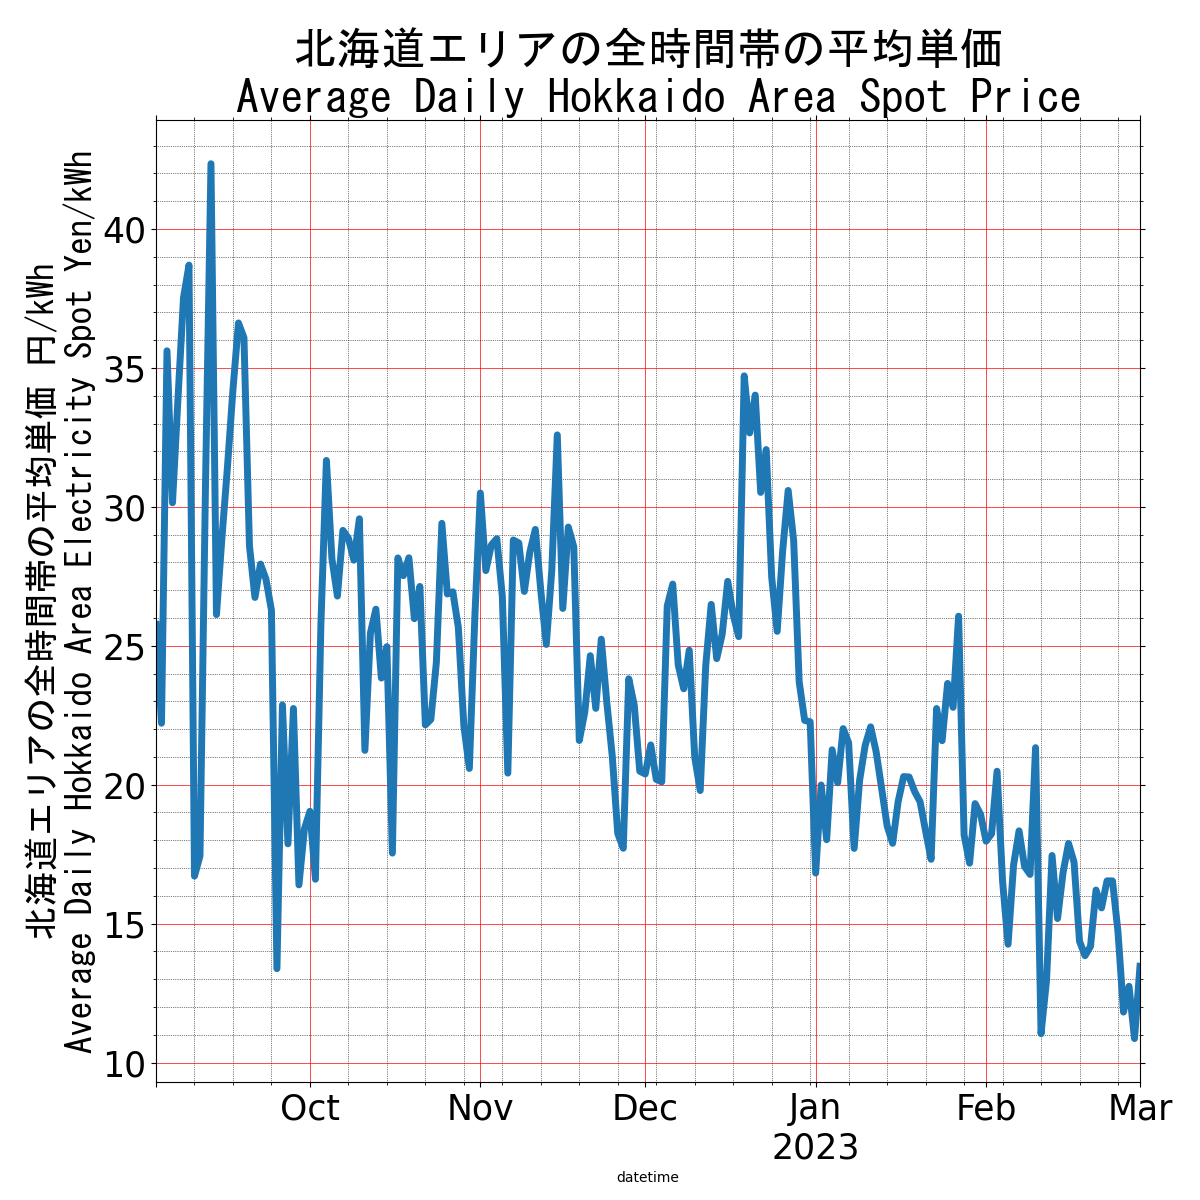 北海道エリアの全時間帯の平均単価
Average Daily Hokkaido Area Spot Price
北海道エリアの全時間帯の平均単価 円/kWh
Average Daily Hokkaido Area Electricity Spot Yen/kWh
40
35
30
25
20
15
10
Oct
Nov
Dec
Jan
2023
Feb
Mar
datetime